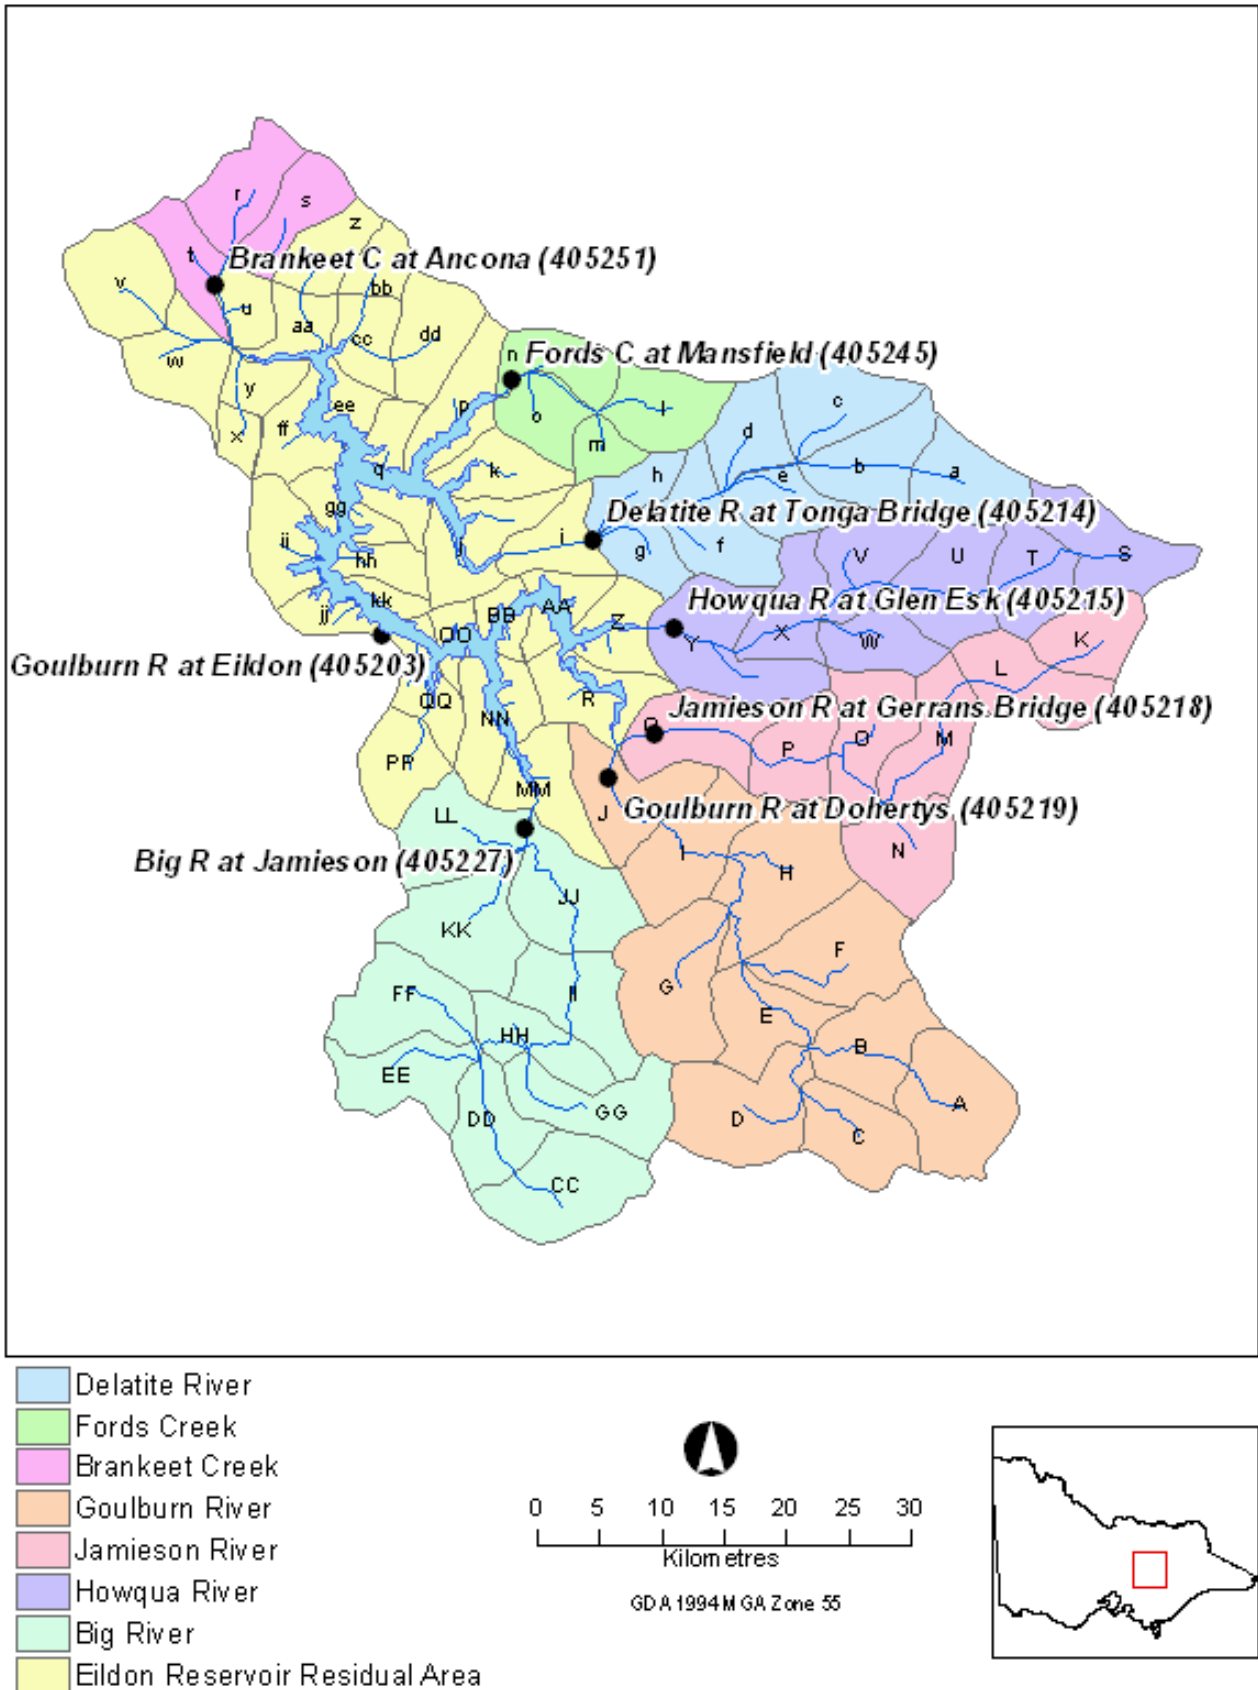 r
s
z
t
Brankeet C at Ancona (405251)
v
bb
u
aa
cc
dd
w
n
Fords C at Mansfield (405245)
y
ee
p
o
l
c
x
ff
m
d
q
k
h
e
b
a
gg
Delatite R at Tonga Bridge (405214)
ii
hh
j
i
g
f
V
U
T
S
kk
jj
BB
AA
Z
Howqua R at Glen Esk (405215)
OO
Y
X
W
K
Goulburn R at Eildon (405203)
L
QQ
NN
R
Q
Jamieson R at Gerrans Bridge (405218)
P
O
M
PP
MM
J
Goulburn R at Dohertys (405219)
LL
Big R at Jamieson (405227)
I
H
N
JJ
KK
F
G
FF
II
E
HH
B
EE
A
DD
GG
D
C
CC
Delatite River
Fords Creek
Brankeet Creek
Goulburn River
Jamieson River
Howqua River
Big River
Eildon Reservoir Residual Area
0 5 10 15 20 25 30
Kilometres
GDA 1994 MGA Zone 55